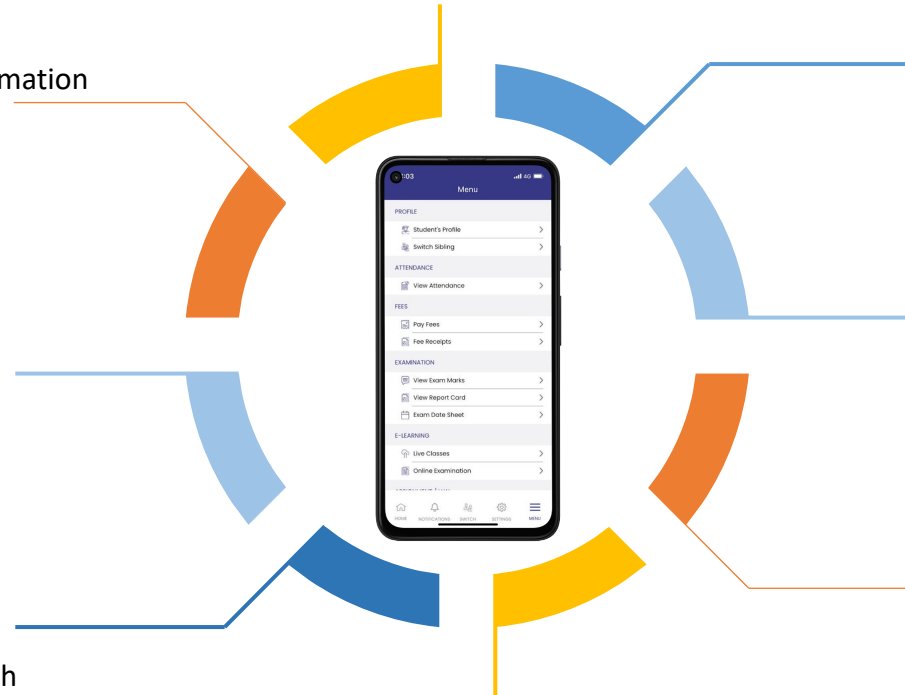 mation
:03
4G
Menu
PROFILE
Student's Profile
Switch Sibling
ATTENDANCE
View Attendance
FEES
Pay Fees
Fee Receipts
EXAMINATION
View Exam Marks
View Report Card
Exam Date Sheet
E-LEARNING
Live Classes
Online Examination
HOME NOTIFICATIONS SWITCH SETTINGS MENU
h